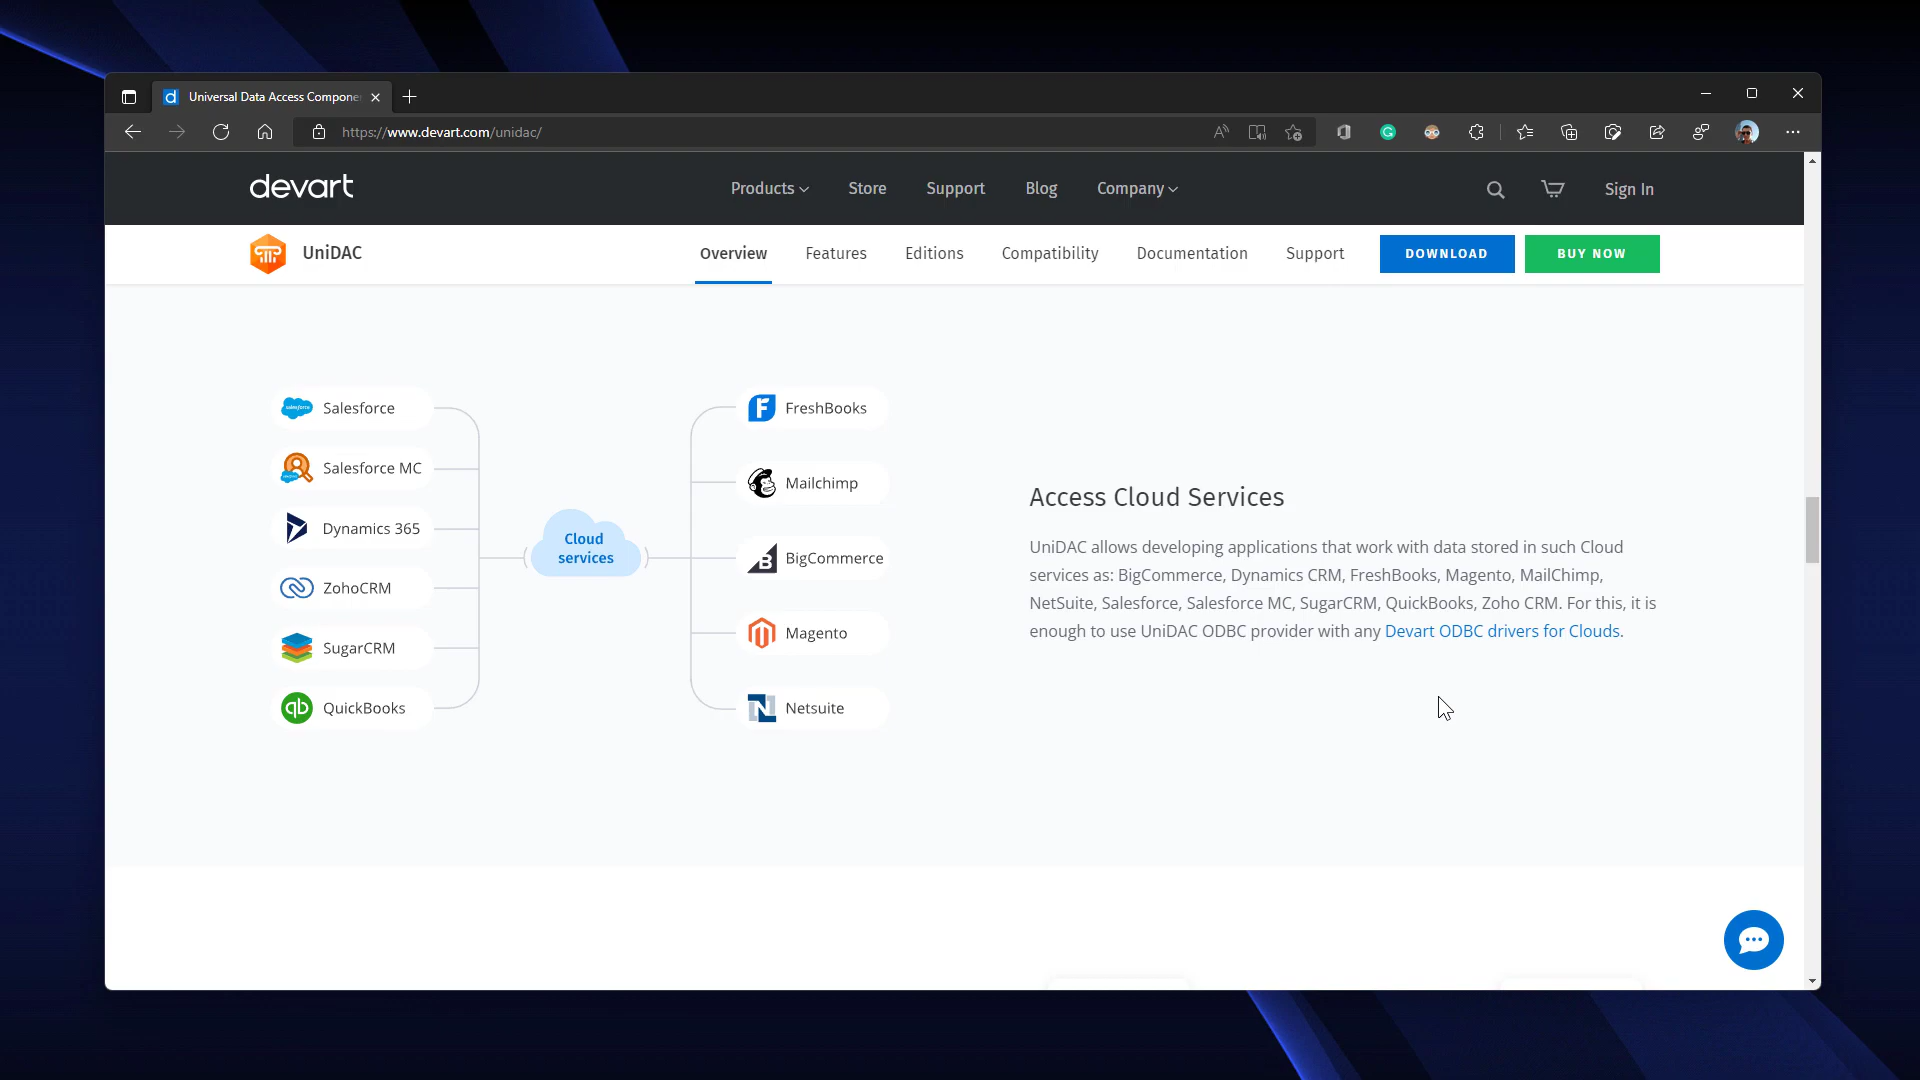 Universal Data Access Compone
https://www.devart.com/unidac/
devart
Products
Store
Support
Blog
Company
Sign In
UniDAC
Overview
Features
Editions
Compatibility
Documentation
Support
DOWNLOAD
BUY NOW
Salesforce
Salesforce MC
Dynamics 365
ZohoCRM
SugarCRM
QuickBooks
Cloud
services
FreshBooks
Mailchimp
BigCommerce
Magento
Netsuite
Access Cloud Services
UniDAC allows developing applications that work with data stored in such Cloud
services as: BigCommerce, Dynamics CRM, FreshBooks, Magento, MailChimp,
NetSuite, Salesforce, Salesforce MC, SugarCRM, QuickBooks, Zoho CRM. For this, it is
enough to use UniDAC ODBC provider with any Devart ODBC drivers for Clouds.